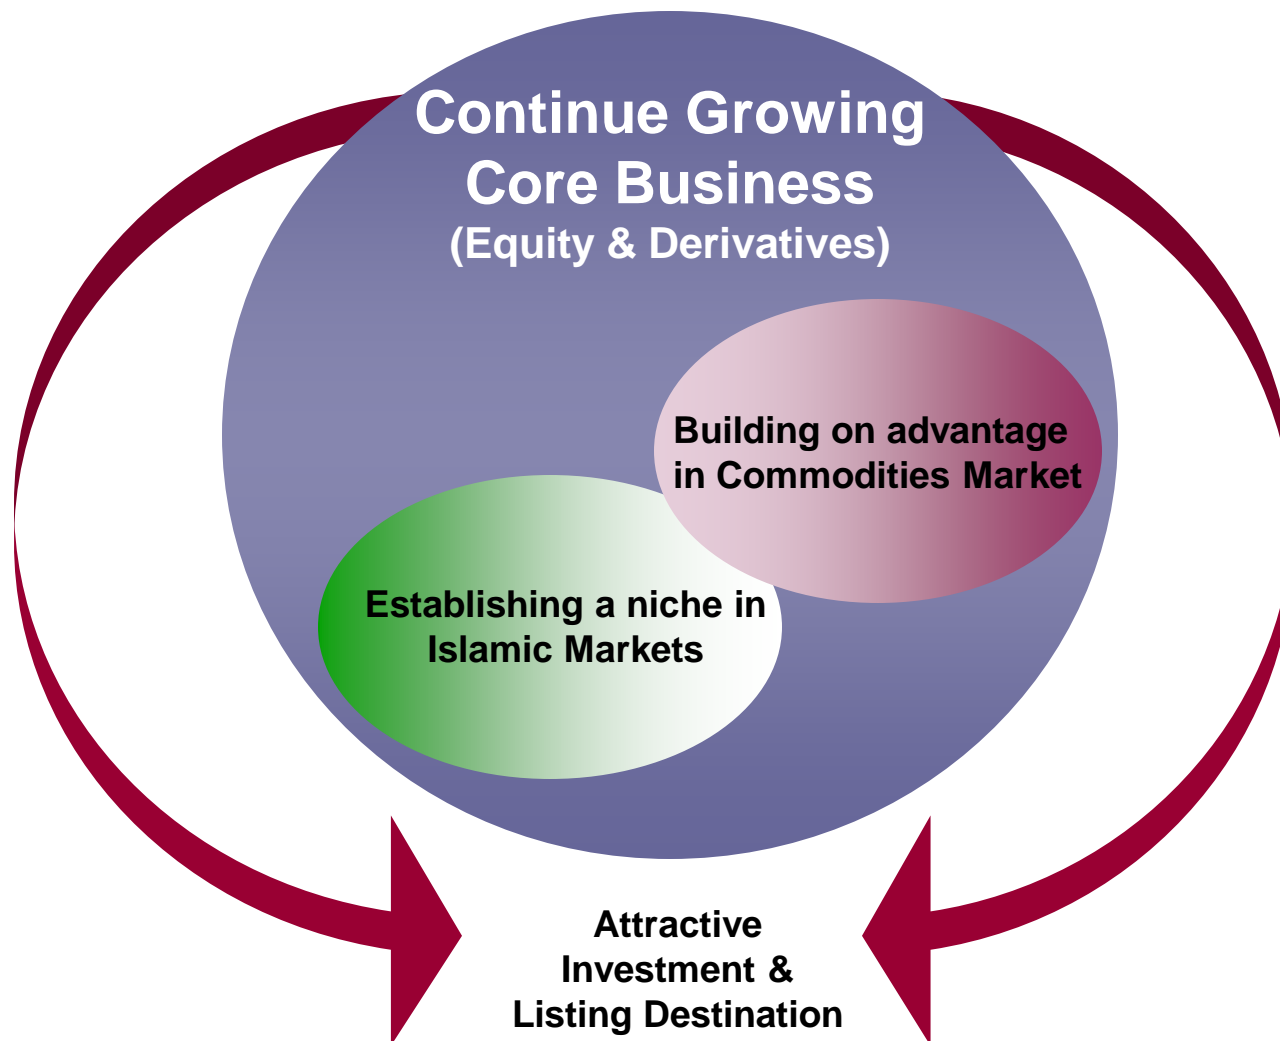 Continue Growing
Core Business
(Equity & Derivatives)
Building on advantage
in Commodities Market
Establishing a niche in
Islamic Markets
Attractive
Investment &
Listing Destination